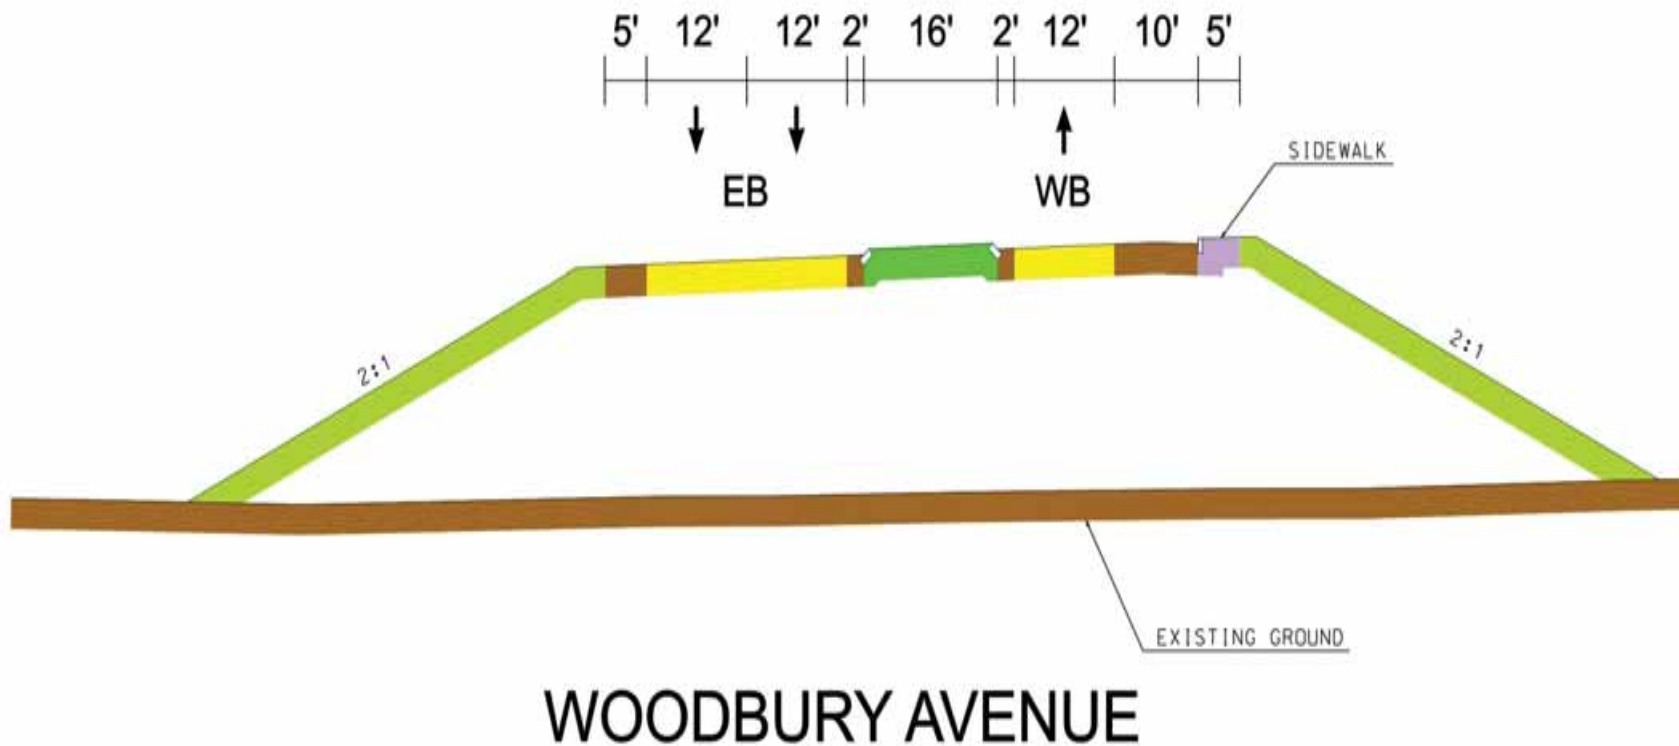 5' 12' 12' 2' 16' 2' 12' 10' 5'
SIDEWALK
EB WB
2:1 2:1
EXISTING GROUND
WOODBURY AVENUE